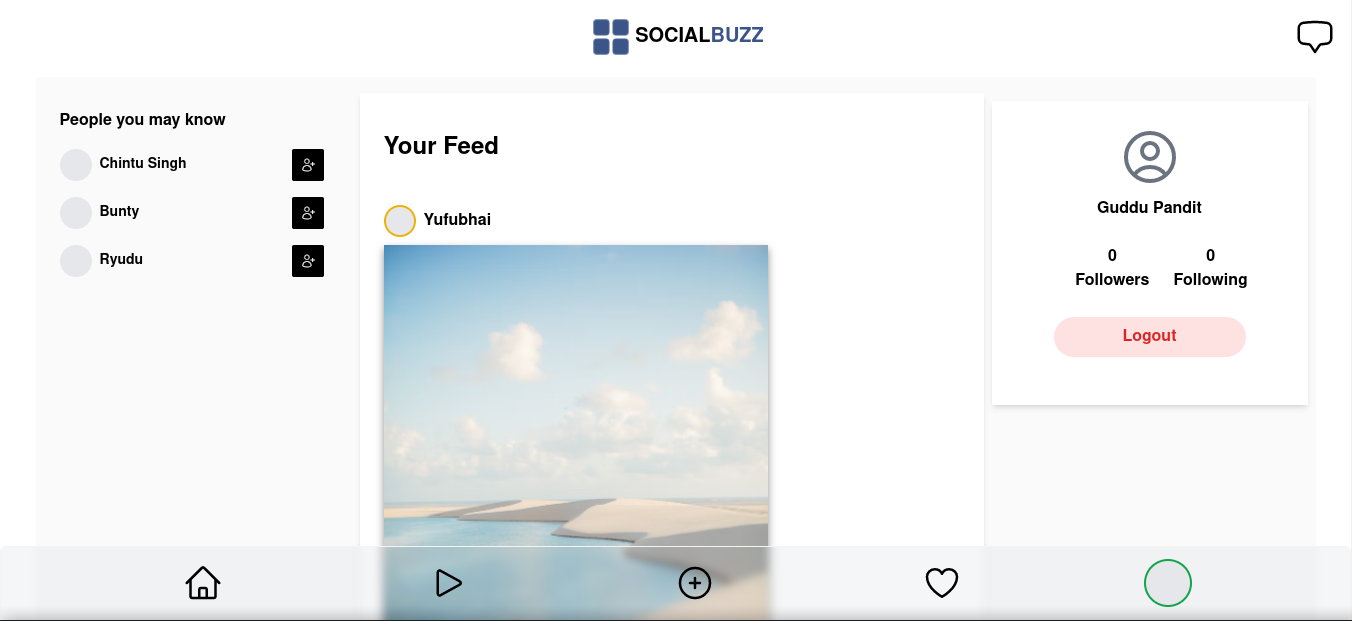 SOCIALBUZZ
People you may know
Chintu Singh
Bunty
Ryudu
Your Feed
Yufubhai
Guddu Pandit
0 0
Followers Following
Logout